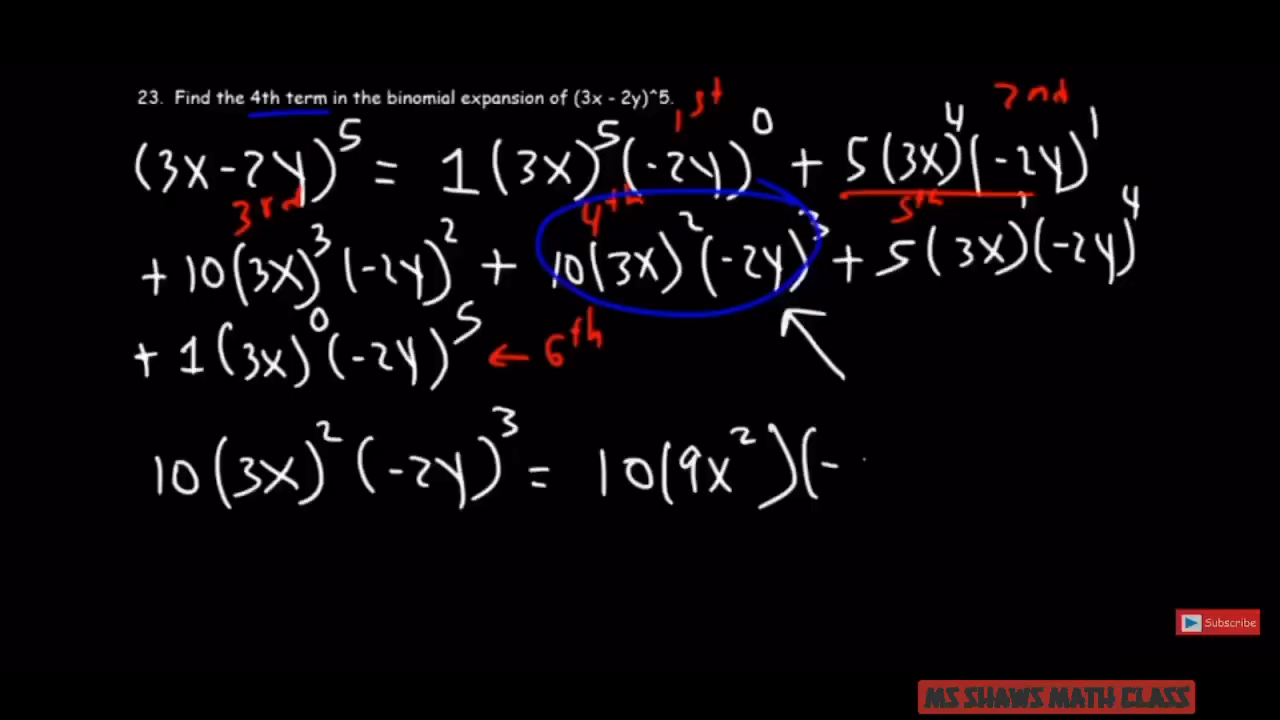 23. Find the 4th term in the binomial expansion of (3x - 2y)^5.
1st 2nd
(3x-2y)^5 = 1(3x)^5(-2y)^0 + 5(3x)^4(-2y)^1
3rd 4th 5th
+ 10(3x)^3(-2y)^2 + 10(3x)^2(-2y)^3 + 5(3x)^1(-2y)^4
+ 1(3x)^0(-2y)^5 ← 6th
10(3x)^2(-2y)^3 = 10(9x^2)(-
Subscribe
MS SHAWS MATH CLASS